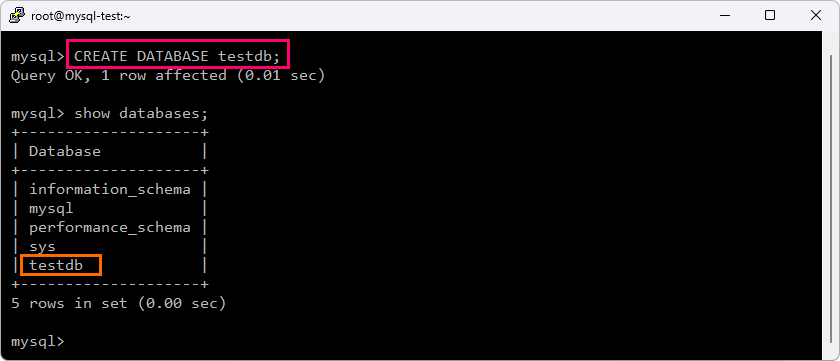 root@mysql-test:~
mysql> CREATE DATABASE testdb;
Query OK, 1 row affected (0.01 sec)
mysql> show databases;
+--------------------+
| Database           |
+--------------------+
| information_schema |
| mysql              |
| performance_schema |
| sys                |
| testdb             |
+--------------------+
5 rows in set (0.00 sec)
mysql>